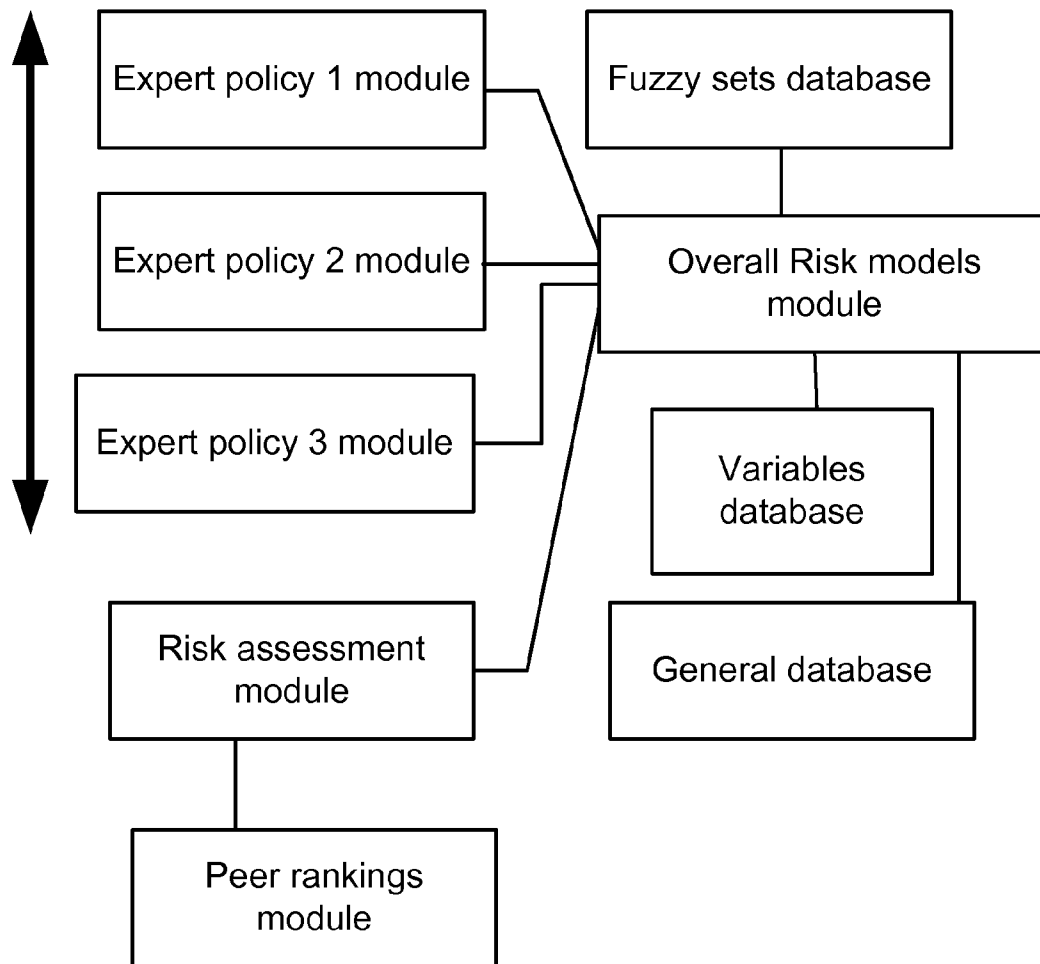 Expert policy 1 module
Fuzzy sets database
Expert policy 2 module
Overall Risk models
module
Expert policy 3 module
Variables
database
Risk assessment
module
General database
Peer rankings
module